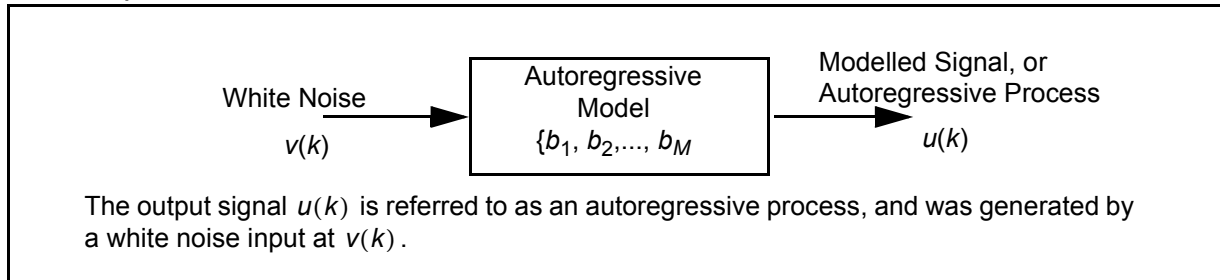 White Noise
v(k)
Autoregressive
Model
{b1, b2,..., bM
Modelled Signal, or
Autoregressive Process
u(k)
The output signal u(k) is referred to as an autoregressive process, and was generated by
a white noise input at v(k).